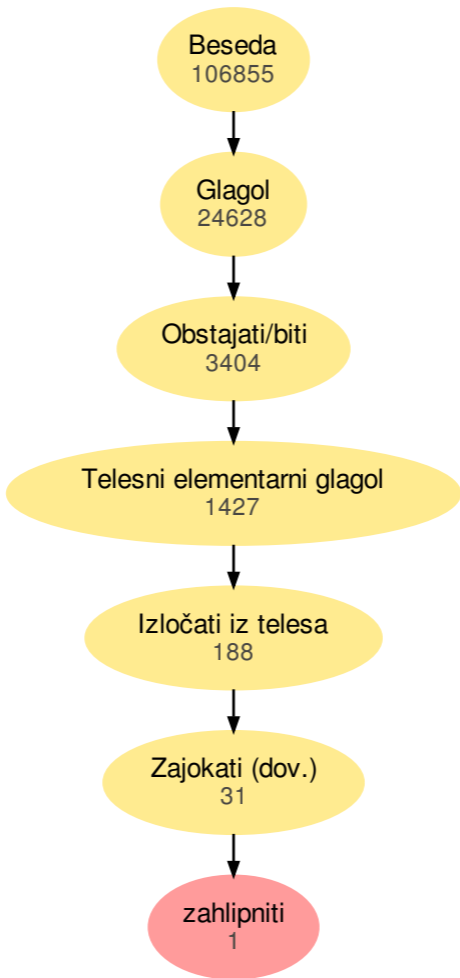 Beseda
106855
Glagol
24628
Obstajati/biti
3404
Telesni elementarni glagol
1427
Izločati iz telesa
188
Zajokati (dov.)
31
zahlipniti
1